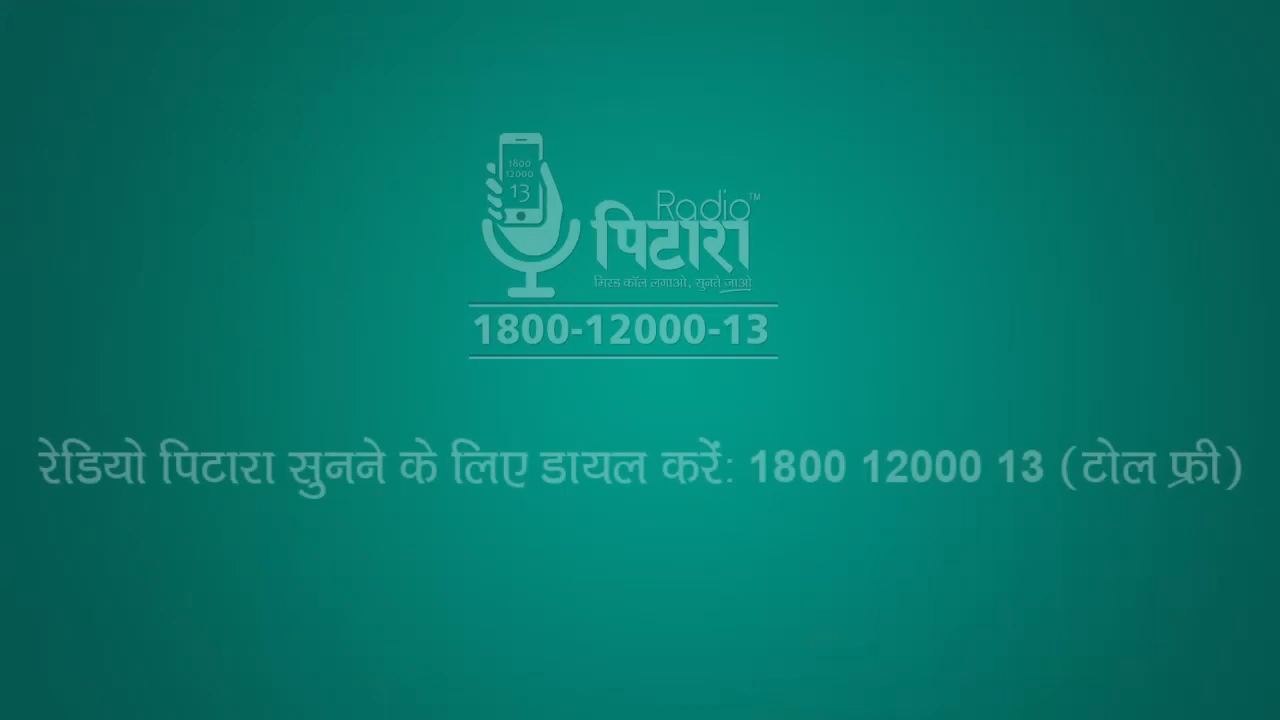 1800
12000
13
Radio™
पिटारा
मिस्ड कॉल लगाओ, सुनते जाओ
1800-12000-13
रेडियो पिटारा सुनने के लिए डायल करें: 1800 12000 13 (टोल फ्री)